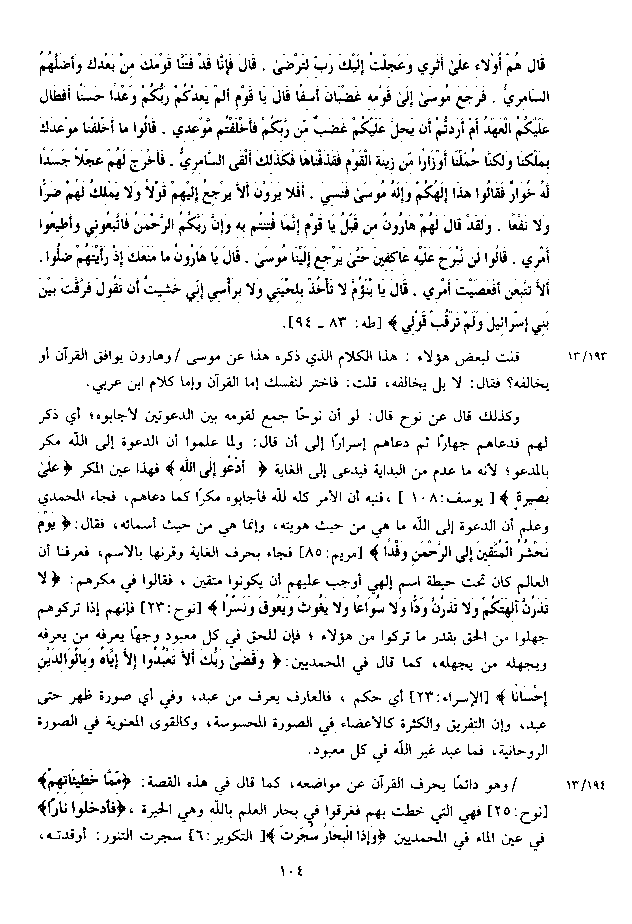 قَالَ هُمْ أُولَاءِ عَلَىٰ أَثَرِي وَعَجِلْتُ إِلَيْكَ رَبِّ لِتَرْضَىٰ . قَالَ فَإِنَّا قَدْ فَتَنَّا قَوْمَكَ مِنْ بَعْدِكَ وَأَضَلَّهُمُ
السَّامِرِيُّ . فَرَجَعَ مُوسَىٰ إِلَىٰ قَوْمِهِ غَضْبَانَ أَسِفًا قَالَ يَا قَوْمِ أَلَمْ يَعِدْكُمْ رَبُّكُمْ وَعْدًا حَسَنًا أَفَطَالَ
عَلَيْكُمُ الْعَهْدُ أَمْ أَرَدتُّمْ أَن يَحِلَّ عَلَيْكُمْ غَضَبٌ مِّن رَّبِّكُمْ فَأَخْلَفْتُم مَّوْعِدِي . قَالُوا مَا أَخْلَفْنَا مَوْعِدَكَ
بِمَلْكِنَا وَلَكِنَّا حُمِّلْنَا أَوْزَارًا مِّن زِينَةِ الْقَوْمِ فَقَذَفْنَاهَا فَكَذَلِكَ أَلْقَى السَّامِرِيُّ . فَأَخْرَجَ لَهُمْ عِجْلًا جَسَدًا
لَهُ خُوَارٌ فَقَالُوا هَذَا إِلَهُكُمْ وَإِلَهُ مُوسَىٰ فَنَسِيَ . أَفَلَا يَرَوْنَ أَلَّا يَرْجِعُ إِلَيْهِمْ قَوْلًا وَلَا يَمْلِكُ لَهُمْ ضَرًّا
وَلَا نَفْعًا . وَلَقَدْ قَالَ لَهُمْ هَارُونُ مِن قَبْلُ يَا قَوْمِ إِنَّمَا فُتِنتُم بِهِ وَإِنَّ رَبَّكُمُ الرَّحْمَنُ فَاتَّبِعُونِي وَأَطِيعُوا
أَمْرِي . قَالُوا لَن نَّبْرَحَ عَلَيْهِ عَاكِفِينَ حَتَّىٰ يَرْجِعَ إِلَيْنَا مُوسَىٰ . قَالَ يَا هَارُونُ مَا مَنَعَكَ إِذْ رَأَيْتَهُمْ ضَلُّوا.
أَلَّا تَتَّبِعَنِ أَفَعَصَيْتَ أَمْرِي . قَالَ يَا بْنَؤُمَّ لَا تَأْخُذْ بِلِحْيَتِي وَلَا بِرَأْسِي إِنِّي خَشِيتُ أَن تَقُولَ فَرَّقْتَ بَيْنَ
بَنِي إِسْرَائِيلَ وَلَمْ تَرْقُبْ قَوْلِي ﴾ [طه: ٨٣ ـ ٩٤].
١٣/١٩٣ قلت لبعض هؤلاء : هذا الكلام الذي ذكره هذا عن موسى /وهارون يوافق القرآن أو
يخالفه؟ فقال: لا بل يخالفه، قلت: فاختر لنفسك إما القرآن وإما كلام ابن عربي.
وكذلك قال عن نوح قال: لو أن نوحًا جمع لقومه بين الدعوتين لأجابوه؛ أي ذكر
لهم فدعاهم جهارًا ثم دعاهم إسرارًا إلى أن قال: ولما علموا أن الدعوة إلى الله مكر
بالمدعو؛ لأنه ما عدم من البداية فيدعى إلى الغاية ﴿ أَدْعُو إِلَى اللَّهِ ﴾ فهذا عين المكر ﴿ عَلَىٰ
بَصِيرَةٍ ﴾ [ يوسف: ١٠٨ ] ، فنبه أن الأمر كله لله فأجابوه مكرًا كما دعاهم، فجاء المحمدي
وعلم أن الدعوة إلى الله ما هي من حيث هويته، وإنما هي من حيث أسمائه، فقال: ﴿ يَوْمَ
نَحْشُرُ الْمُتَّقِينَ إِلَى الرَّحْمَنِ وَفْدًا ﴾ [مريم: ٨٥] فجاء بحرف الغاية وقرنها بالاسم، فعرفنا أن
العالم كان تحت حيطة اسم إلهي أوجب عليهم أن يكونوا متقين ، فقالوا في مكرهم: ﴿ لَا
تَذَرُنَّ آلِهَتَكُمْ وَلَا تَذَرُنَّ وَدًّا وَلَا سُوَاعًا وَلَا يَغُوثَ وَيَعُوقَ وَنَسْرًا ﴾ [نوح: ٢٣] فإنهم إذا تركوهم
جهلوا من الحق بقدر ما تركوا من هؤلاء ؛ فإن للحق في كل معبود وجهًا يعرفه من يعرفه
ويجهله من يجهله، كما قال في المحمديين: ﴿ وَقَضَىٰ رَبُّكَ أَلَّا تَعْبُدُوا إِلَّا إِيَّاهُ وَبِالْوَالِدَيْنِ
إِحْسَانًا ﴾ [الإسراء: ٢٣] أي حكم ، فالعارف يعرف من عبد، وفي أي صورة ظهر حتى
عبد، وإن التفريق والكثرة كالأعضاء في الصورة المحسوسة، وكالقوى المعنوية في الصورة
الروحانية، فما عبد غير الله في كل معبود.
١٣/١٩٤ /وهو دائمًا يحرف القرآن عن مواضعه، كما قال في هذه القصة: ﴿مِّمَّا خَطِيئَاتِهِمْ﴾
[نوح: ٢٥] فهي التي خطت بهم فغرقوا في بحار العلم بالله وهي الحيرة ، ﴿فَأُدْخِلُوا نَارًا﴾
في عين الماء في المحمديين ﴿وَإِذَا الْبِحَارُ سُجِّرَتْ ﴾[ التكوير: ٦] سجرت التنور: أوقدته،
١٠٤